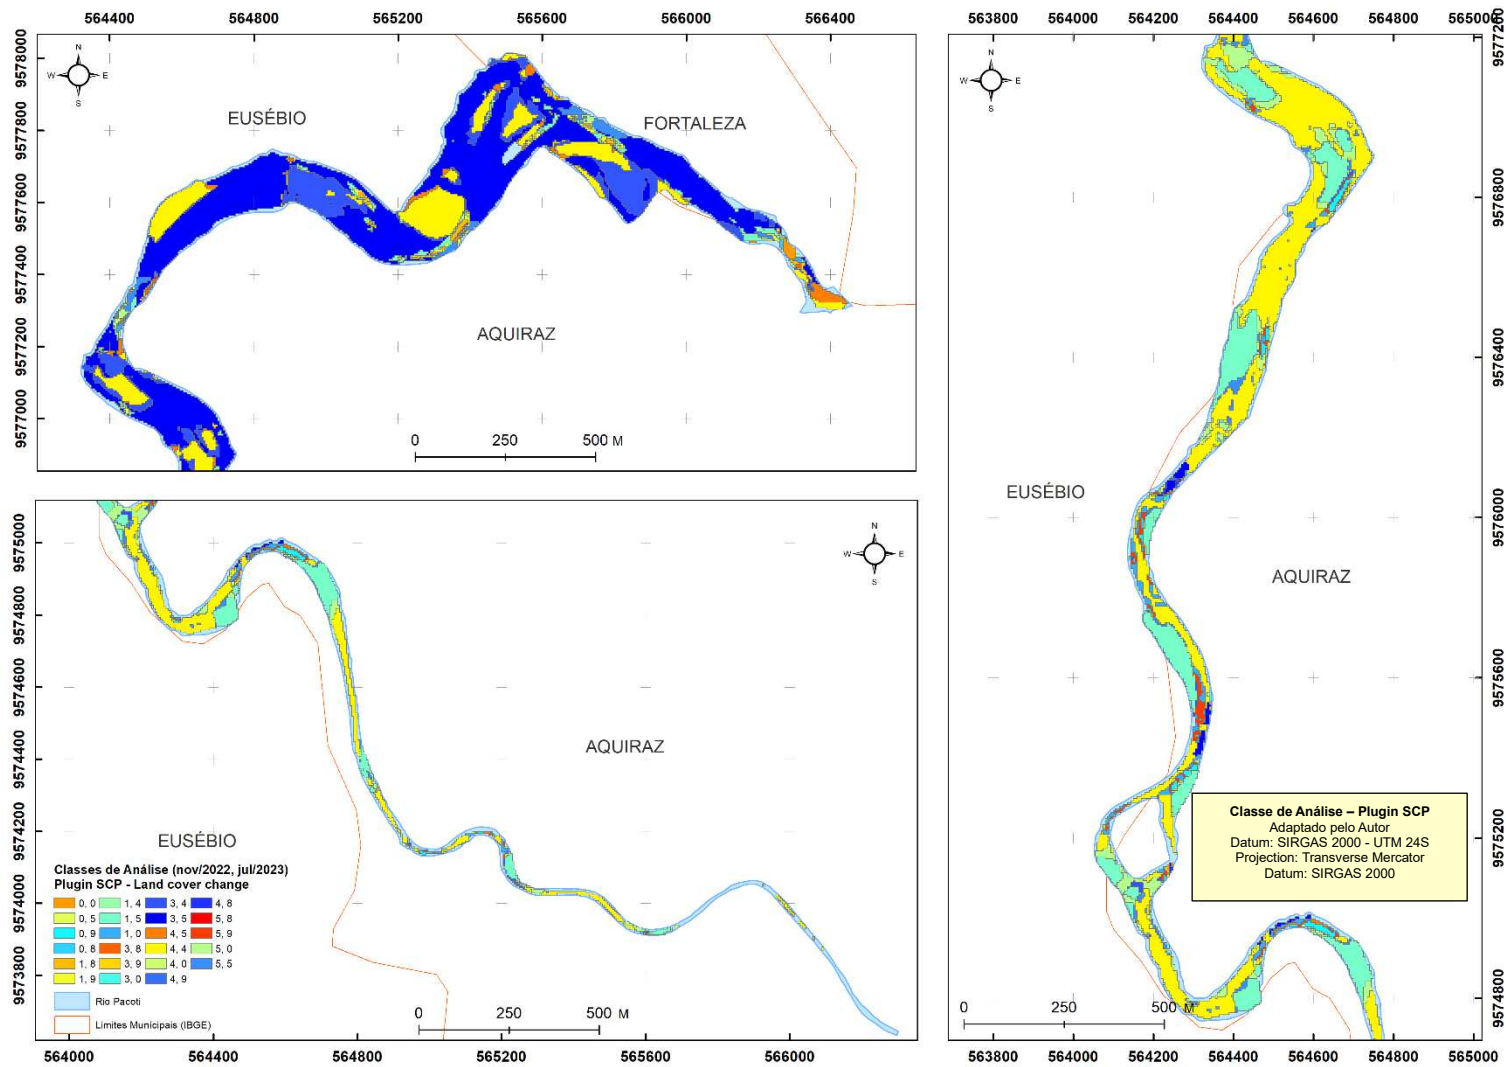 564400 564800 565200 565600 566000 566400
9578000
9577800
9577600
9577400
9577200
9577000
N
W E
S
EUSÉBIO
FORTALEZA
AQUIRAZ
0 250 500 M
563800 564000 564200 564400 564600 564800 565000
9577200
9576800
9576400
9576000
9575600
9575200
9574800
N
W E
S
EUSÉBIO
AQUIRAZ
Classe de Análise – Plugin SCP
Adaptado pelo Autor
Datum: SIRGAS 2000 - UTM 24S
Projection: Transverse Mercator
Datum: SIRGAS 2000
0 250 500 M
563800 564000 564200 564400 564600 564800 565000
9575000
9574800
9574600
9574400
9574200
9574000
9573800
N
W E
S
AQUIRAZ
EUSÉBIO
Classes de Análise (nov/2022, jul/2023)
Plugin SCP - Land cover change
0, 0 1, 4 3, 4 4, 8
0, 5 1, 5 3, 5 5, 8
0, 9 1, 0 4, 5 5, 9
0, 8 3, 8 4, 4 5, 0
1, 8 3, 9 4, 0 5, 5
1, 9 3, 0 4, 9
Rio Pacoti
Limites Municipais (IBGE)
0 250 500 M
564000 564400 564800 565200 565600 566000